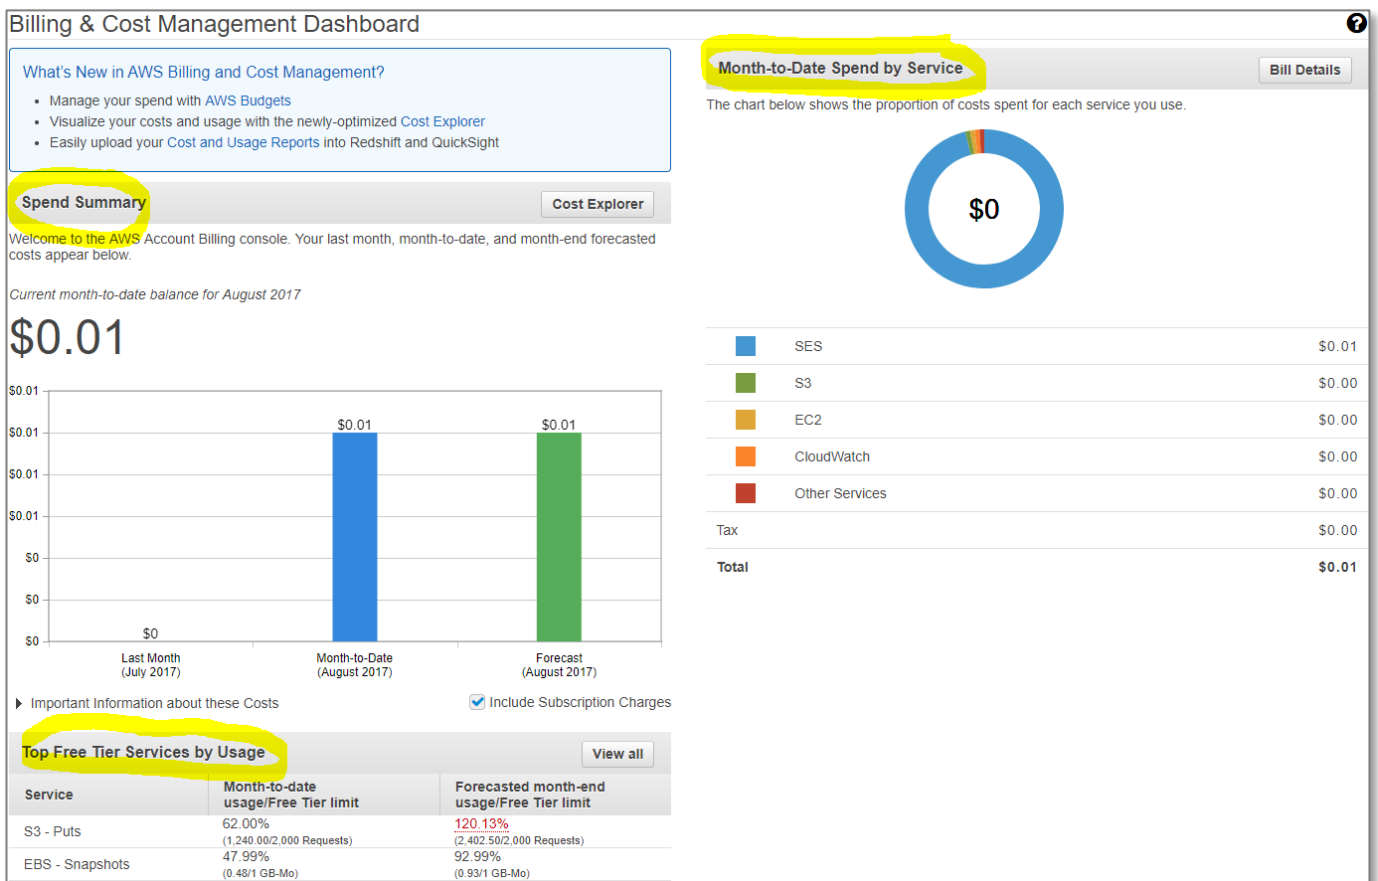 Billing & Cost Management Dashboard
?
What's New in AWS Billing and Cost Management?
• Manage your spend with AWS Budgets
• Visualize your costs and usage with the newly-optimized Cost Explorer
• Easily upload your Cost and Usage Reports into Redshift and QuickSight
Spend Summary
Cost Explorer
Welcome to the AWS Account Billing console. Your last month, month-to-date, and month-end forecasted
costs appear below.
Current month-to-date balance for August 2017
$0.01
$0.01
$0.01
$0.01
$0.01
$0
$0
$0
$0
$0.01
$0.01
Last Month
(July 2017)
Month-to-Date
(August 2017)
Forecast
(August 2017)
Important Information about these Costs
Include Subscription Charges
Top Free Tier Services by Usage
View all
Service
Month-to-date
usage/Free Tier limit
Forecasted month-end
usage/Free Tier limit
S3 - Puts
62.00%
(1,240.00/2,000 Requests)
120.13%
(2,402.50/2,000 Requests)
EBS - Snapshots
47.99%
(0.48/1 GB-Mo)
92.99%
(0.93/1 GB-Mo)
Month-to-Date Spend by Service
Bill Details
The chart below shows the proportion of costs spent for each service you use.
$0
SES $0.01
S3 $0.00
EC2 $0.00
CloudWatch $0.00
Other Services $0.00
Tax $0.00
Total $0.01